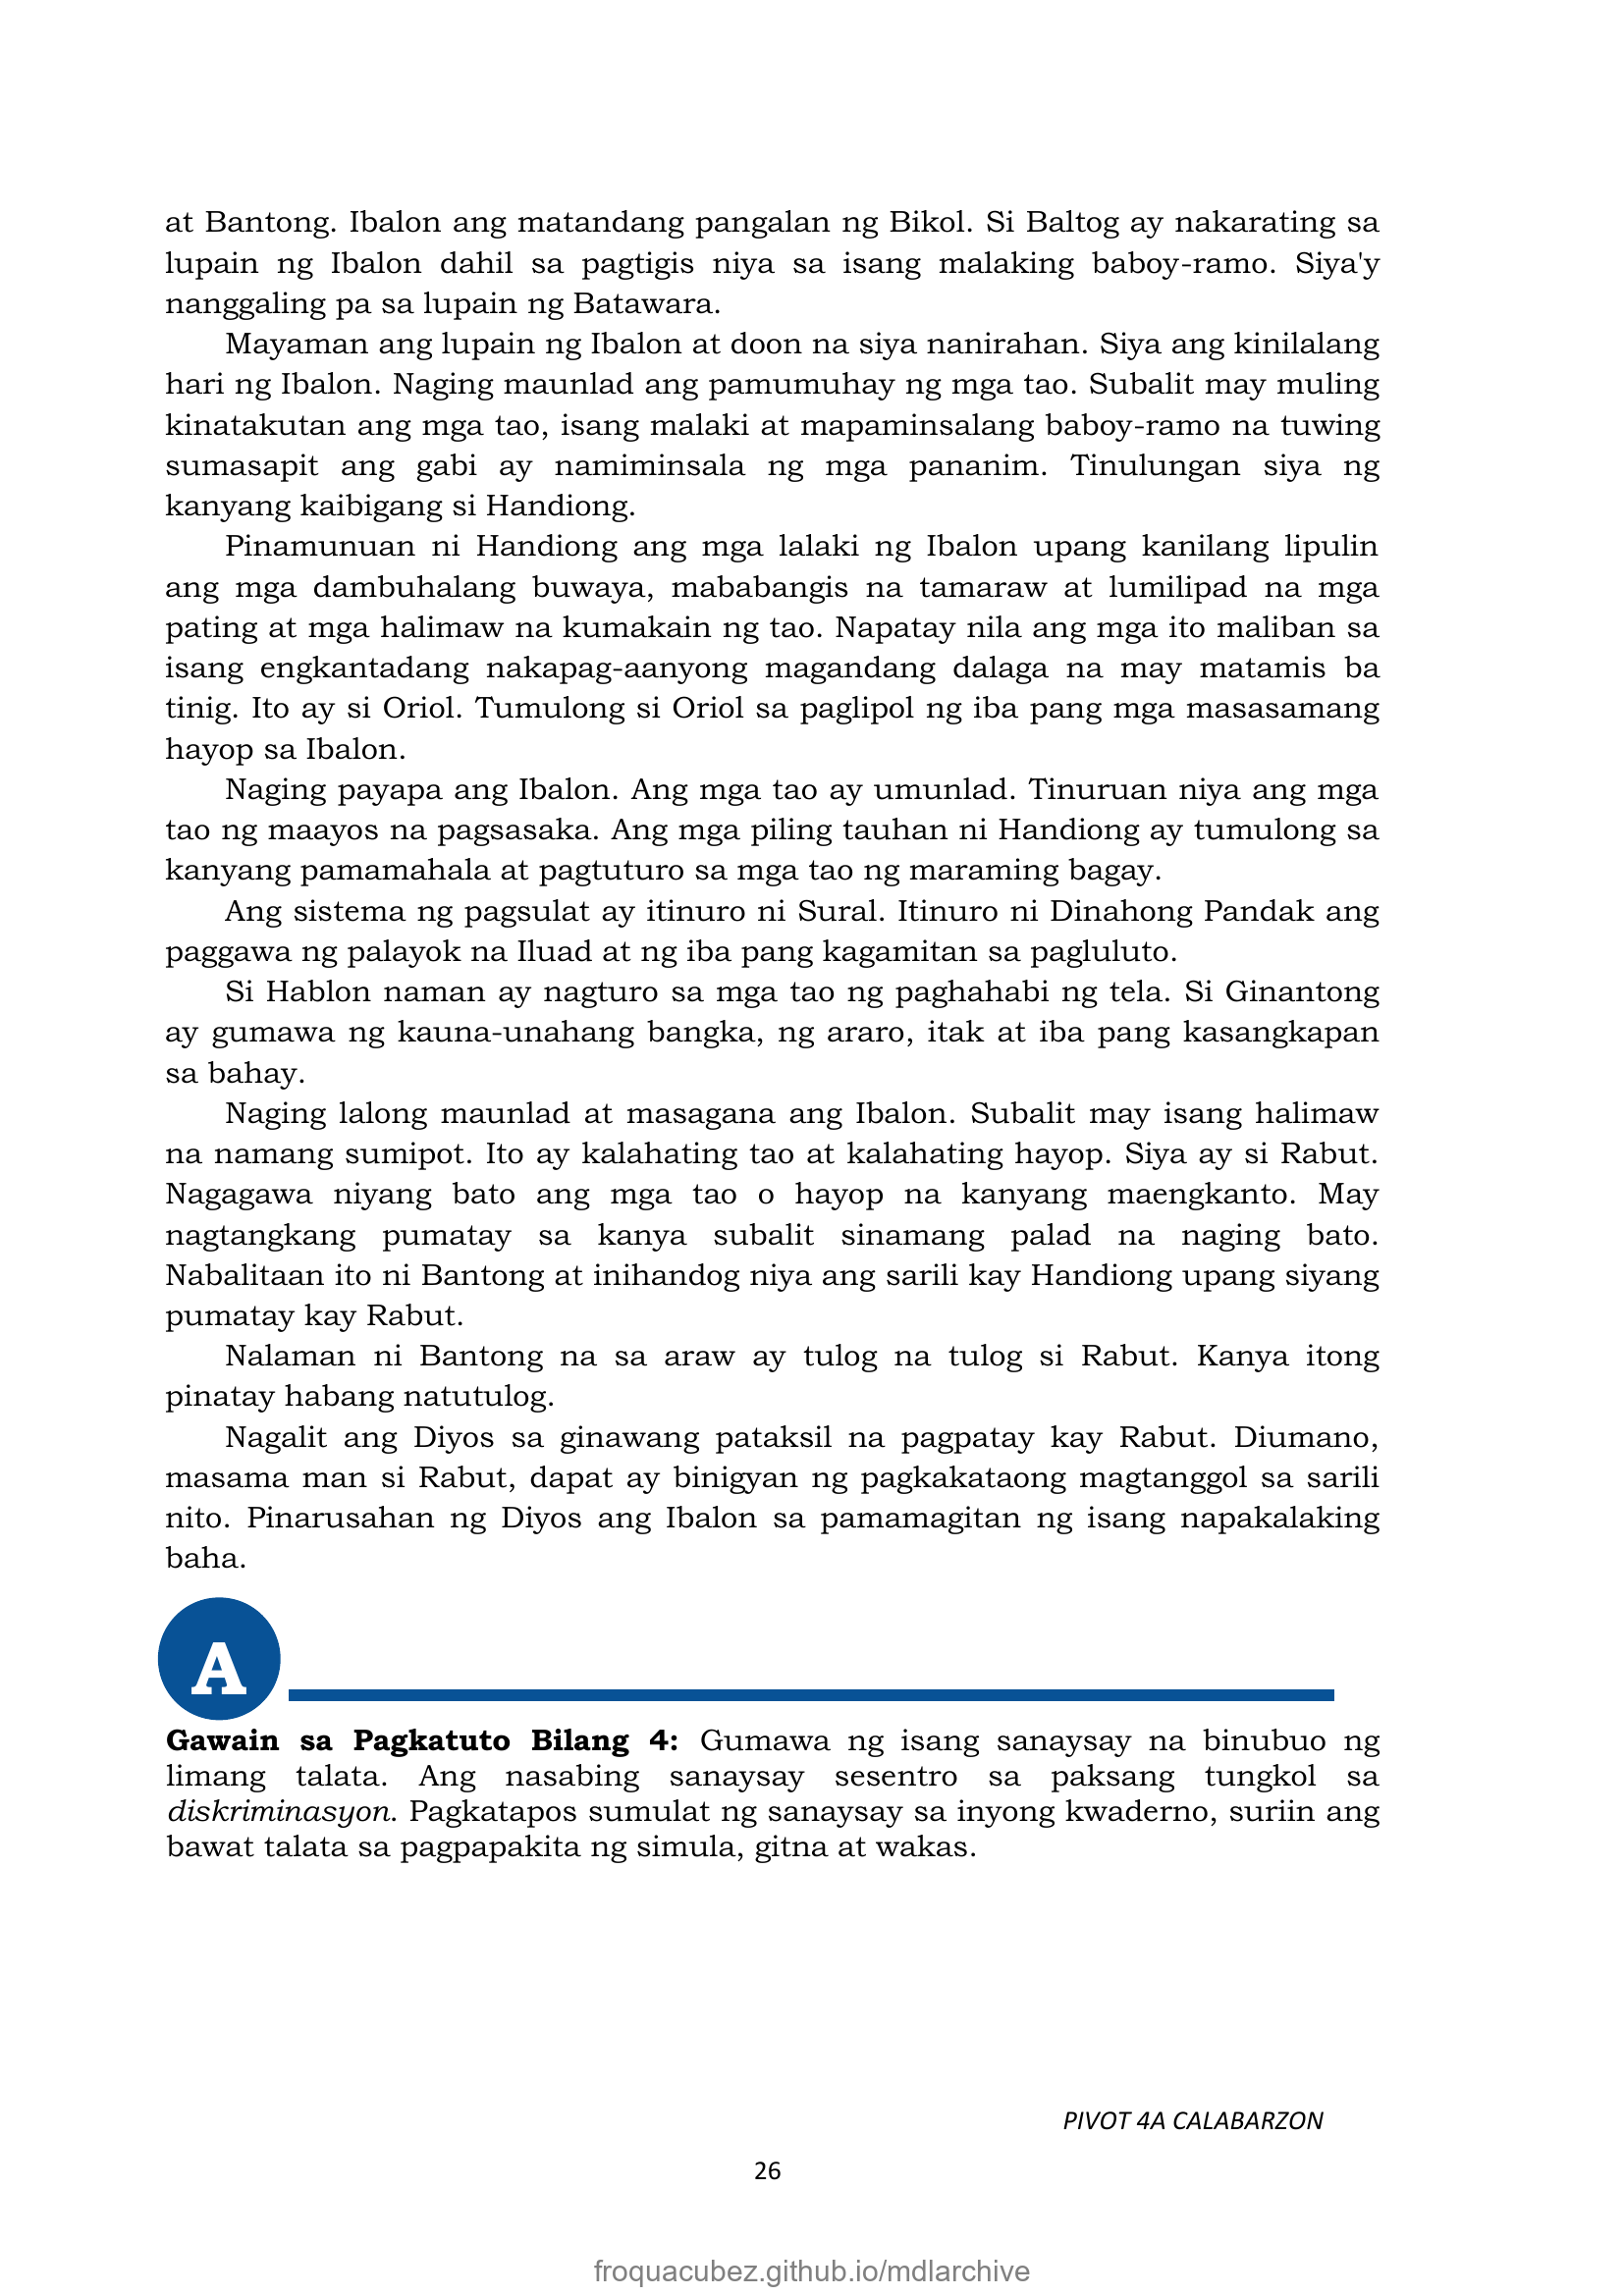 at Bantong. Ibalon ang matandang pangalan ng Bikol. Si Baltog ay nakarating sa
lupain ng Ibalon dahil sa pagtigis niya sa isang malaking baboy-ramo. Siya'y
nanggaling pa sa lupain ng Batawara.
Mayaman ang lupain ng Ibalon at doon na siya nanirahan. Siya ang kinilalang
hari ng Ibalon. Naging maunlad ang pamumuhay ng mga tao. Subalit may muling
kinatakutan ang mga tao, isang malaki at mapaminsalang baboy-ramo na tuwing
sumasapit ang gabi ay namiminsala ng mga pananim. Tinulungan siya ng
kanyang kaibigang si Handiong.
Pinamunuan ni Handiong ang mga lalaki ng Ibalon upang kanilang lipulin
ang mga dambuhalang buwaya, mababangis na tamaraw at lumilipad na mga
pating at mga halimaw na kumakain ng tao. Napatay nila ang mga ito maliban sa
isang engkantadang nakapag-aanyong magandang dalaga na may matamis ba
tinig. Ito ay si Oriol. Tumulong si Oriol sa paglipol ng iba pang mga masasamang
hayop sa Ibalon.
Naging payapa ang Ibalon. Ang mga tao ay umunlad. Tinuruan niya ang mga
tao ng maayos na pagsasaka. Ang mga piling tauhan ni Handiong ay tumulong sa
kanyang pamamahala at pagtuturo sa mga tao ng maraming bagay.
Ang sistema ng pagsulat ay itinuro ni Sural. Itinuro ni Dinahong Pandak ang
paggawa ng palayok na Iluad at ng iba pang kagamitan sa pagluluto.
Si Hablon naman ay nagturo sa mga tao ng paghahabi ng tela. Si Ginantong
ay gumawa ng kauna-unahang bangka, ng araro, itak at iba pang kasangkapan
sa bahay.
Naging lalong maunlad at masagana ang Ibalon. Subalit may isang halimaw
na namang sumipot. Ito ay kalahating tao at kalahating hayop. Siya ay si Rabut.
Nagagawa niyang bato ang mga tao o hayop na kanyang maengkanto. May
nagtangkang pumatay sa kanya subalit sinamang palad na naging bato.
Nabalitaan ito ni Bantong at inihandog niya ang sarili kay Handiong upang siyang
pumatay kay Rabut.
Nalaman ni Bantong na sa araw ay tulog na tulog si Rabut. Kanya itong
pinatay habang natutulog.
Nagalit ang Diyos sa ginawang pataksil na pagpatay kay Rabut. Diumano,
masama man si Rabut, dapat ay binigyan ng pagkakataong magtanggol sa sarili
nito. Pinarusahan ng Diyos ang Ibalon sa pamamagitan ng isang napakalaking
baha.
A
Gawain sa Pagkatuto Bilang 4: Gumawa ng isang sanaysay na binubuo ng
limang talata. Ang nasabing sanaysay sesentro sa paksang tungkol sa
diskriminasyon. Pagkatapos sumulat ng sanaysay sa inyong kwaderno, suriin ang
bawat talata sa pagpapakita ng simula, gitna at wakas.
PIVOT 4A CALABARZON
26
froquacubez.github.io/mdlarchive